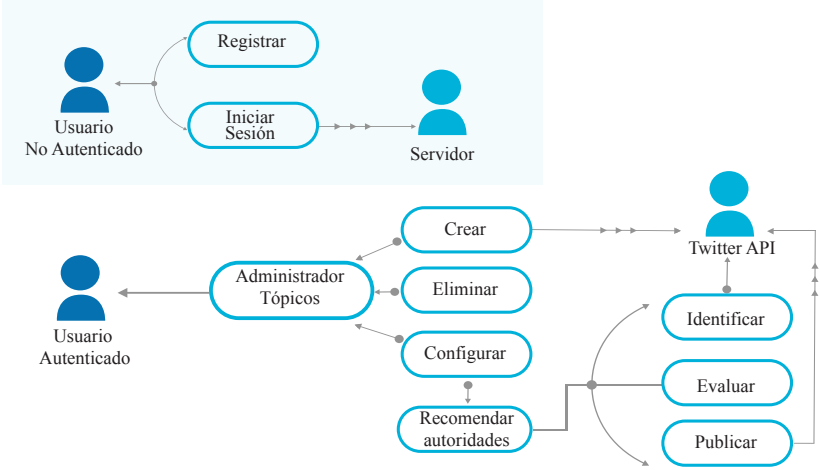 Registrar
Usuario
No Autenticado
Iniciar
Sesión
Servidor
Crear
Twitter API
Administrador
Tópicos
Eliminar
Usuario
Autenticado
Identificar
Configurar
Evaluar
Recomendar
autoridades
Publicar